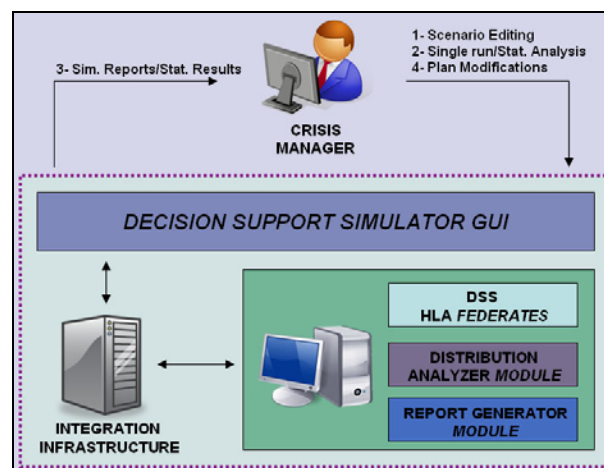 1- Scenario Editing
2- Single run/Stat. Analysis
4- Plan Modifications
3- Sim. Reports/Stat. Results
CRISIS
MANAGER
DECISION SUPPORT SIMULATOR GUI
DSS
HLA FEDERATES
DISTRIBUTION
ANALYZER MODULE
REPORT GENERATOR
MODULE
INTEGRATION
INFRASTRUCTURE